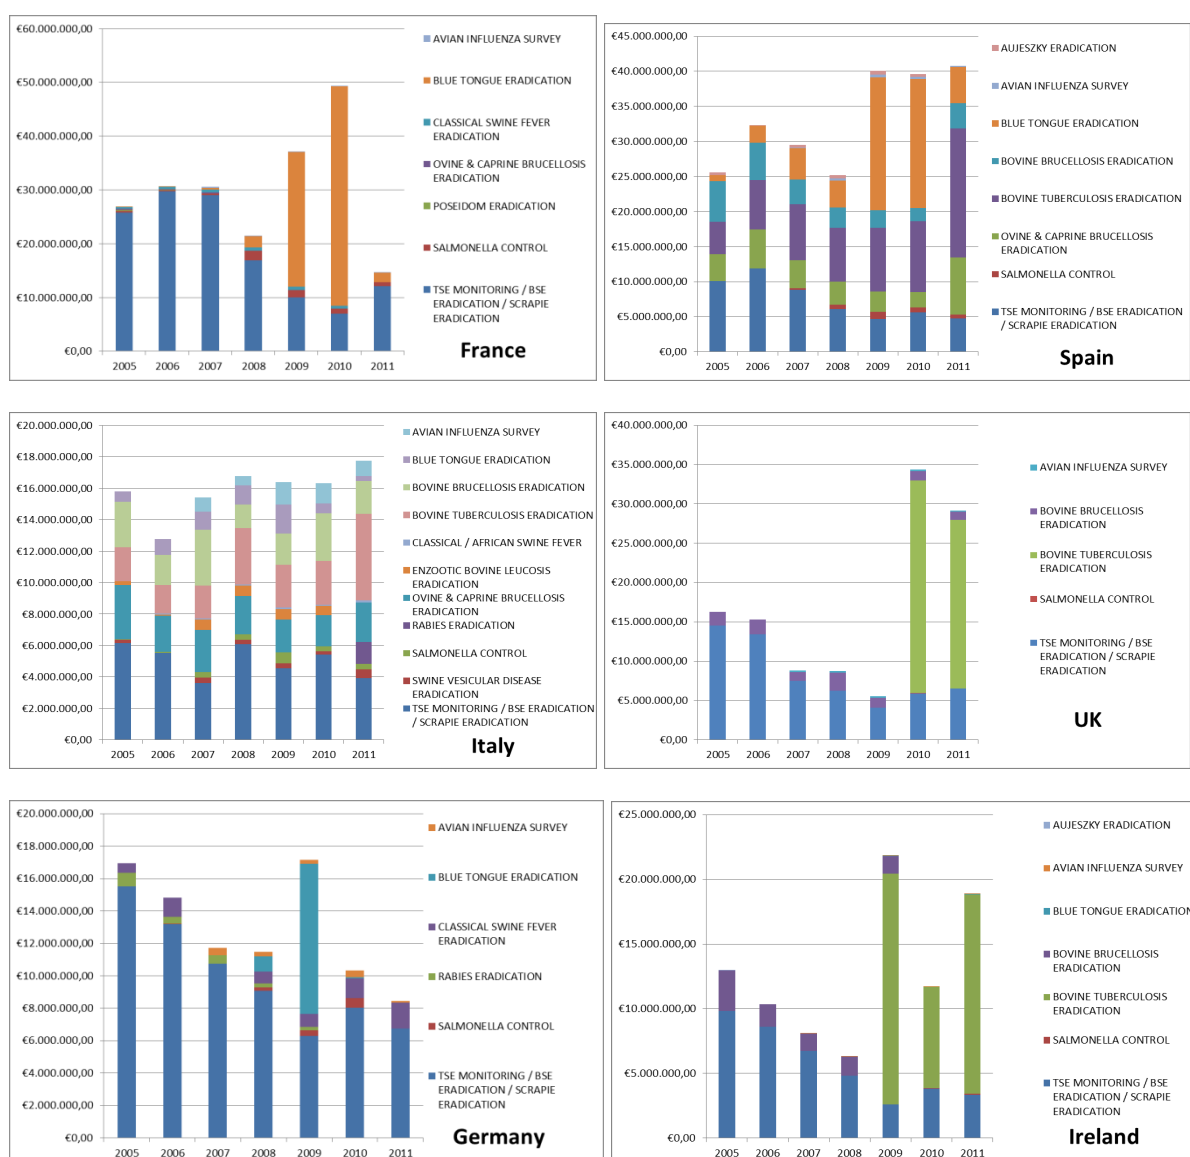 €60.000.000,00
€50.000.000,00
€40.000.000,00
€30.000.000,00
€20.000.000,00
€10.000.000,00
€0,00
2005 2006 2007 2008 2009 2010 2011
AVIAN INFLUENZA SURVEY
BLUE TONGUE ERADICATION
CLASSICAL SWINE FEVER
ERADICATION
OVINE & CAPRINE BRUCELLOSIS
ERADICATION
POSEIDOM ERADICATION
SALMONELLA CONTROL
TSE MONITORING / BSE
ERADICATION / SCRAPIE
ERADICATION
France
€45.000.000,00
€40.000.000,00
€35.000.000,00
€30.000.000,00
€25.000.000,00
€20.000.000,00
€15.000.000,00
€10.000.000,00
€5.000.000,00
€0,00
2005 2006 2007 2008 2009 2010 2011
AUJESZKY ERADICATION
AVIAN INFLUENZA SURVEY
BLUE TONGUE ERADICATION
BOVINE BRUCELLOSIS ERADICATION
BOVINE TUBERCULOSIS ERADICATION
OVINE & CAPRINE BRUCELLOSIS
ERADICATION
SALMONELLA CONTROL
TSE MONITORING / BSE ERADICATION
/ SCRAPIE ERADICATION
Spain
€20.000.000,00
€18.000.000,00
€16.000.000,00
€14.000.000,00
€12.000.000,00
€10.000.000,00
€8.000.000,00
€6.000.000,00
€4.000.000,00
€2.000.000,00
€0,00
2005 2006 2007 2008 2009 2010 2011
AVIAN INFLUENZA SURVEY
BLUE TONGUE ERADICATION
BOVINE BRUCELLOSIS ERADICATION
BOVINE TUBERCULOSIS ERADICATION
CLASSICAL / AFRICAN SWINE FEVER
ENZOOTIC BOVINE LEUCOSIS
ERADICATION
OVINE & CAPRINE BRUCELLOSIS
ERADICATION
RABIES ERADICATION
SALMONELLA CONTROL
SWINE VESICULAR DISEASE
ERADICATION
TSE MONITORING / BSE ERADICATION
/ SCRAPIE ERADICATION
Italy
€40.000.000,00
€35.000.000,00
€30.000.000,00
€25.000.000,00
€20.000.000,00
€15.000.000,00
€10.000.000,00
€5.000.000,00
€0,00
2005 2006 2007 2008 2009 2010 2011
AVIAN INFLUENZA SURVEY
BOVINE BRUCELLOSIS
ERADICATION
BOVINE TUBERCULOSIS
ERADICATION
SALMONELLA CONTROL
TSE MONITORING / BSE
ERADICATION / SCRAPIE
ERADICATION
UK
€20.000.000,00
€18.000.000,00
€16.000.000,00
€14.000.000,00
€12.000.000,00
€10.000.000,00
€8.000.000,00
€6.000.000,00
€4.000.000,00
€2.000.000,00
€0,00
2005 2006 2007 2008 2009 2010 2011
AVIAN INFLUENZA SURVEY
BLUE TONGUE ERADICATION
CLASSICAL SWINE FEVER
ERADICATION
RABIES ERADICATION
SALMONELLA CONTROL
TSE MONITORING / BSE
ERADICATION / SCRAPIE
ERADICATION
Germany
€25.000.000,00
€20.000.000,00
€15.000.000,00
€10.000.000,00
€5.000.000,00
€0,00
2005 2006 2007 2008 2009 2010 2011
AUJESZKY ERADICATION
AVIAN INFLUENZA SURVEY
BLUE TONGUE ERADICATION
BOVINE BRUCELLOSIS
ERADICATION
BOVINE TUBERCULOSIS
ERADICATION
SALMONELLA CONTROL
TSE MONITORING / BSE
ERADICATION / SCRAPIE
ERADICATION
Ireland